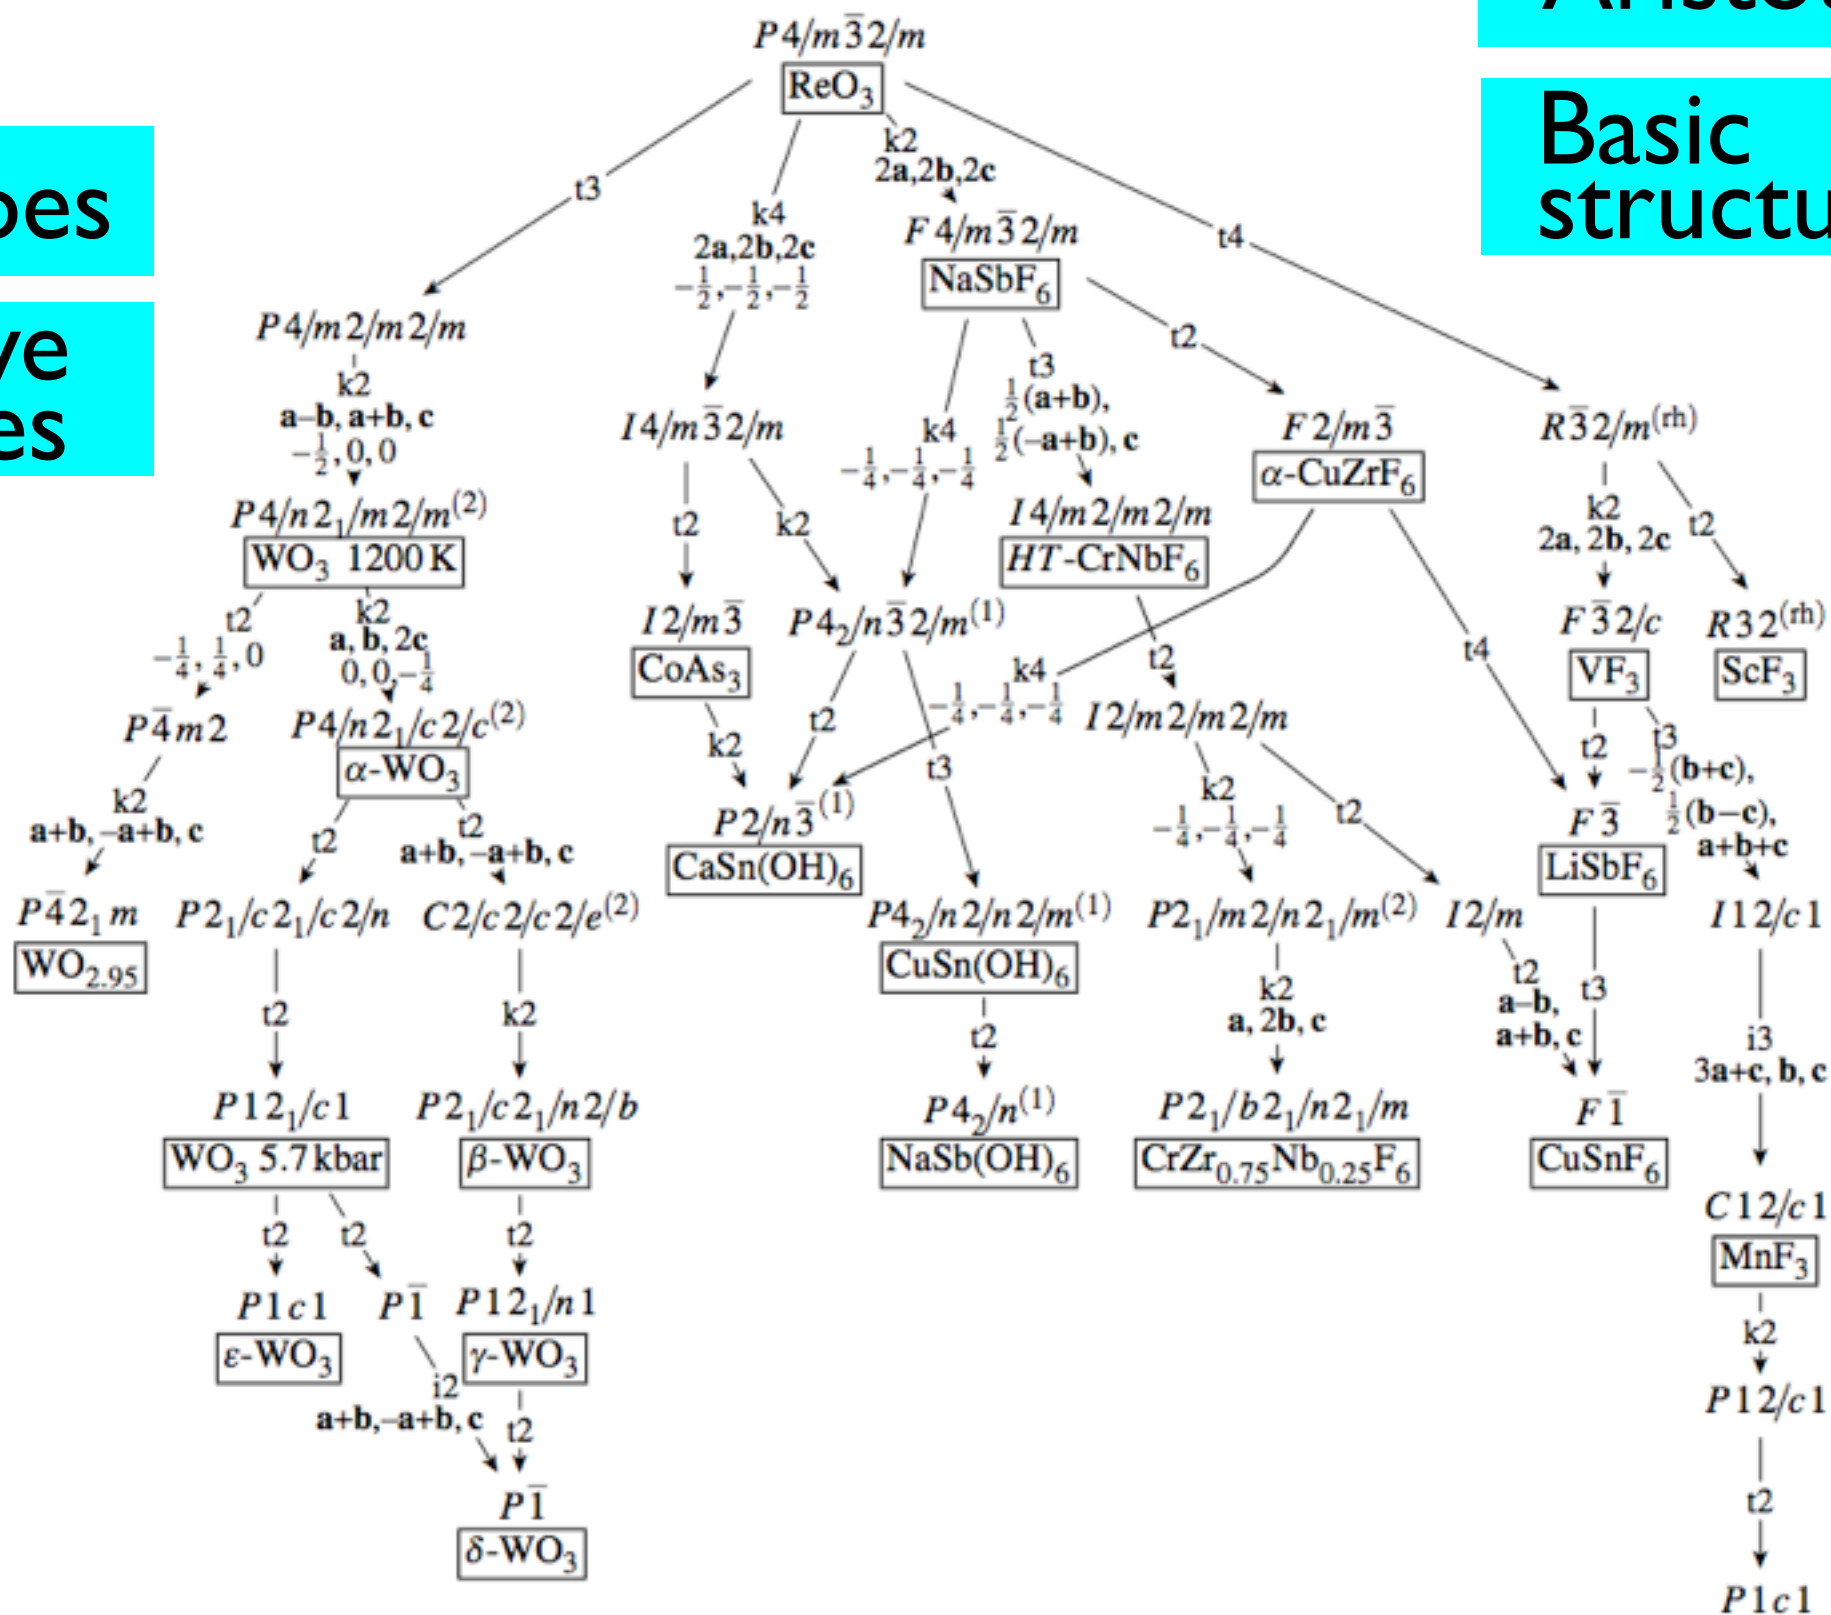 P4/m3̅2/m
ReO₃
Basic
k2
2a,2b,2c
t3
k4
2a,2b,2c
−½,−½,−½
F4/m3̅2/m
NaSbF₆
t4
P4/m2/m2/m
k2
a–b, a+b, c
−½,0,0
t2
t3
½(a+b),
½(−a+b), c
k4
−¼,−¼,−¼
I4/m3̅2/m
F2/m3̅
α-CuZrF₆
R3̅2/m⁽ʳʰ⁾
P4/n2₁/m2/m⁽²⁾
WO₃ 1200 K
t2
k2
I4/m2/m2/m
HT-CrNbF₆
k2
2a, 2b, 2c
t2
t2
−¼,¼,0
k2
a, b, 2c
0,0,−¼
I2/m3̅
CoAs₃
P4₂/n3̅2/m⁽¹⁾
t2
k4
−¼,−¼,−¼
t4
F3̅2/c
VF₃
R32⁽ʳʰ⁾
ScF₃
P4̅m2
P4/n2₁/c2/c⁽²⁾
α-WO₃
k2
t2
t3
I2/m2/m2/m
t2
t3
−½(b+c),
½(b−c),
a+b+c
k2
a+b,−a+b, c
t2
t2
a+b,−a+b, c
P2/n3̅⁽¹⁾
CaSn(OH)₆
k2
−¼,−¼,−¼
t2
F3̅
LiSbF₆
P4̅2₁m
WO₂.₉₅
P2₁/c2₁/c2/n
C2/c2/c2/e⁽²⁾
P4₂/n2/n2/m⁽¹⁾
CuSn(OH)₆
P2₁/m2/n2₁/m⁽²⁾
I2/m
I12/c1
t2
k2
t2
k2
a, 2b, c
t2
a–b,
a+b, c
t3
i3
3a+c, b, c
P12₁/c1
WO₃ 5.7 kbar
P2₁/c2₁/n2/b
β-WO₃
P4₂/n⁽¹⁾
NaSb(OH)₆
P2₁/b2₁/n2₁/m
CrZr₀.₇₅Nb₀.₂₅F₆
F1̅
CuSnF₆
C12/c1
MnF₃
t2
t2
t2
P1c1
ε-WO₃
P1̅
P12₁/n1
γ-WO₃
k2
P12/c1
i2
a+b,−a+b, c
t2
P1̅
δ-WO₃
t2
P1c1